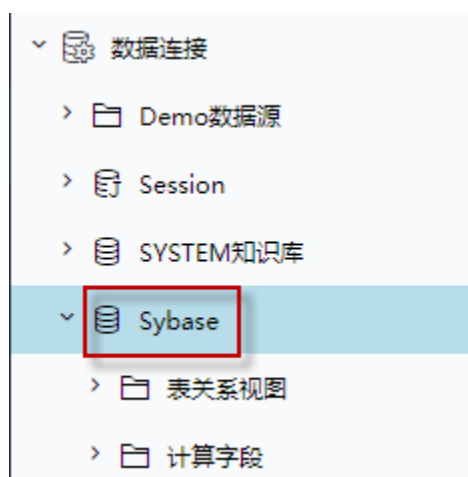 数据连接
Demo数据源
Session
SYSTEM知识库
Sybase
表关系视图
计算字段